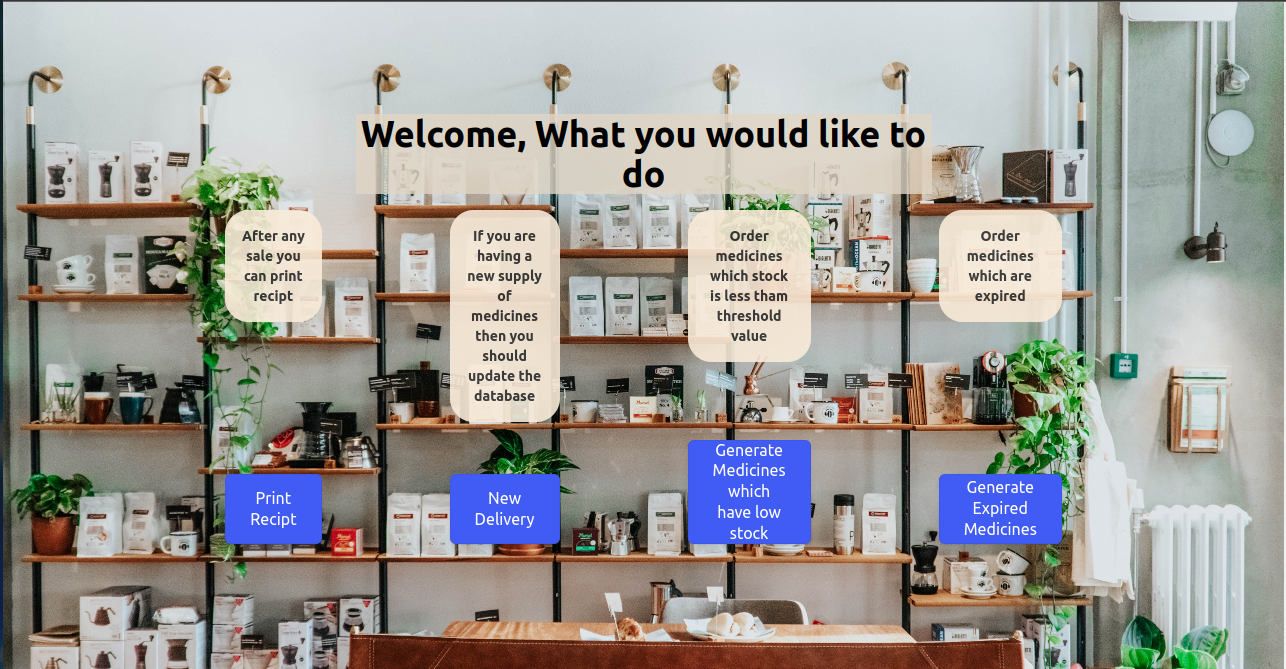 Welcome, What you would like to
do
After any
sale you
can print
recipt
If you are
having a
new supply
of
medicines
then you
should
update the
database
Order
medicines
which stock
is less tham
threshold
value
Order
medicines
which are
expired
Print
Recipt
New
Delivery
Generate
Medicines
which
have low
stock
Generate
Expired
Medicines